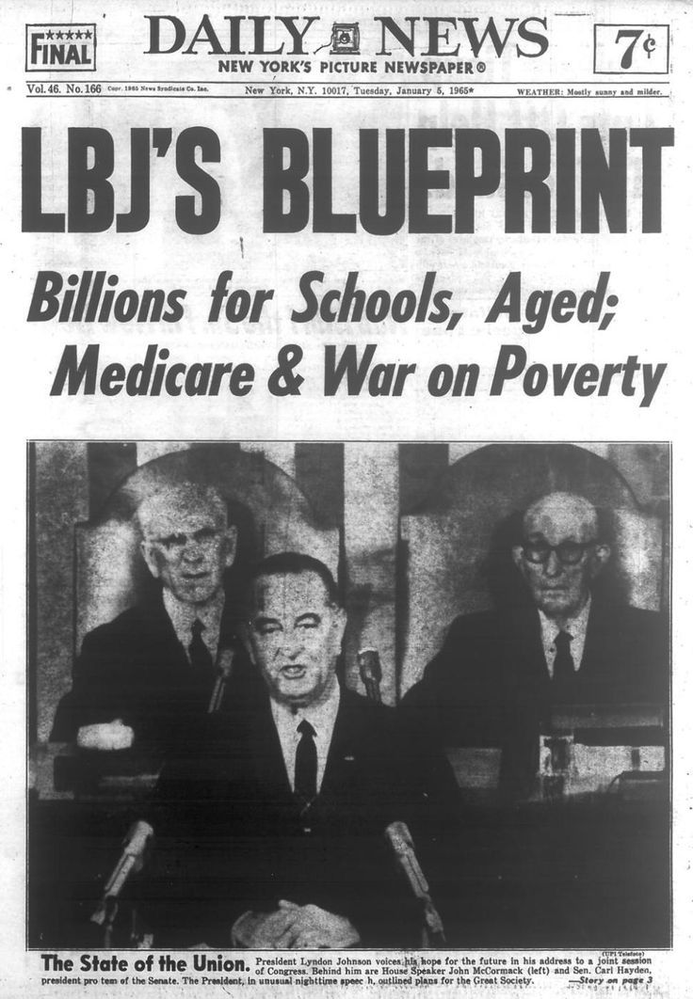 ★★★★★
FINAL
DAILY NEWS
NEW YORK'S PICTURE NEWSPAPER®
7¢
Vol. 46. No. 166 Copr. 1965 News Syndicate Co. Inc. New York, N.Y. 10017, Tuesday, January 5, 1965* WEATHER: Mostly sunny and milder.
LBJ'S BLUEPRINT
Billions for Schools, Aged;
Medicare & War on Poverty
(UPI Telefoto)
The State of the Union. President Lyndon Johnson voices his hope for the future in his address to a joint session
of Congress. Behind him are House Speaker John McCormack (left) and Sen. Carl Hayden,
president pro tem of the Senate. The President, in unusual nighttime speec h, outlined plans for the Great Society. —Story on page 3